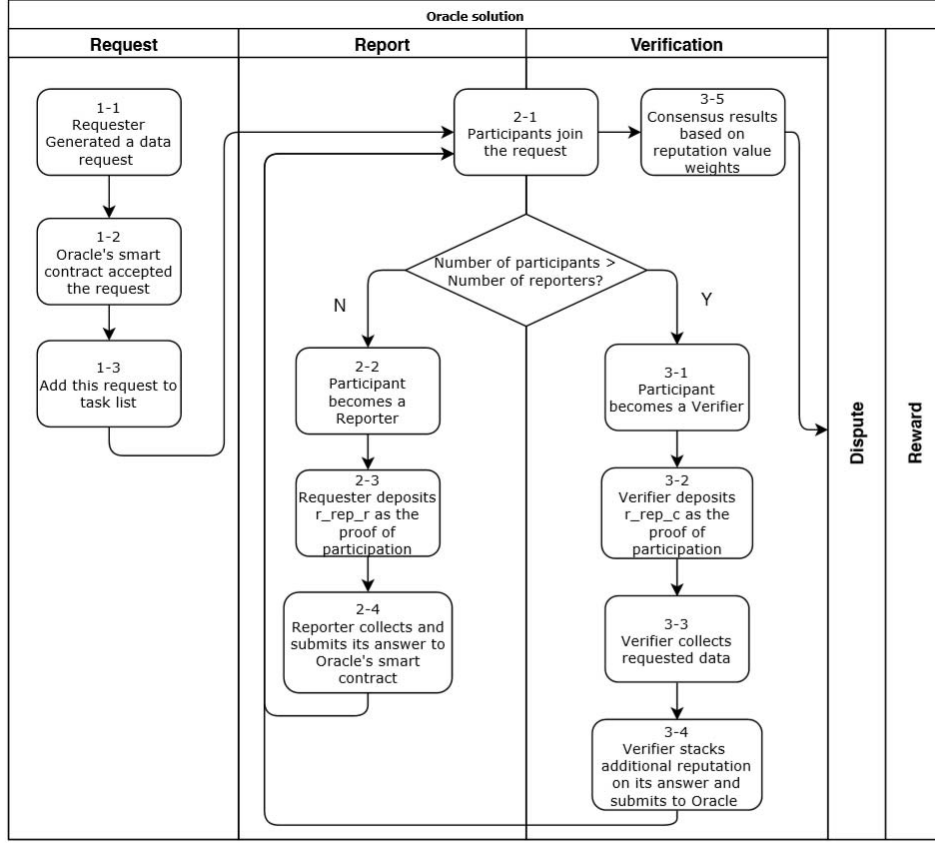 Oracle solution
Request
Report
Verification
1-1
Requester
Generated a data
request
1-2
Oracle's smart
contract accepted
the request
1-3
Add this request to
task list
2-1
Participants join
the request
3-5
Consensus results
based on
reputation value
weights
Number of participants >
Number of reporters?
N
Y
2-2
Participant
becomes a
Reporter
2-3
Requester deposits
r_rep_r as the
proof of
participation
2-4
Reporter collects and
submits its answer to
Oracle's smart
contract
3-1
Participant
becomes a Verifier
3-2
Verifier deposits
r_rep_c as the
proof of
participation
3-3
Verifier collects
requested data
3-4
Verifier stacks
additional reputation
on its answer and
submits to Oracle
Dispute
Reward